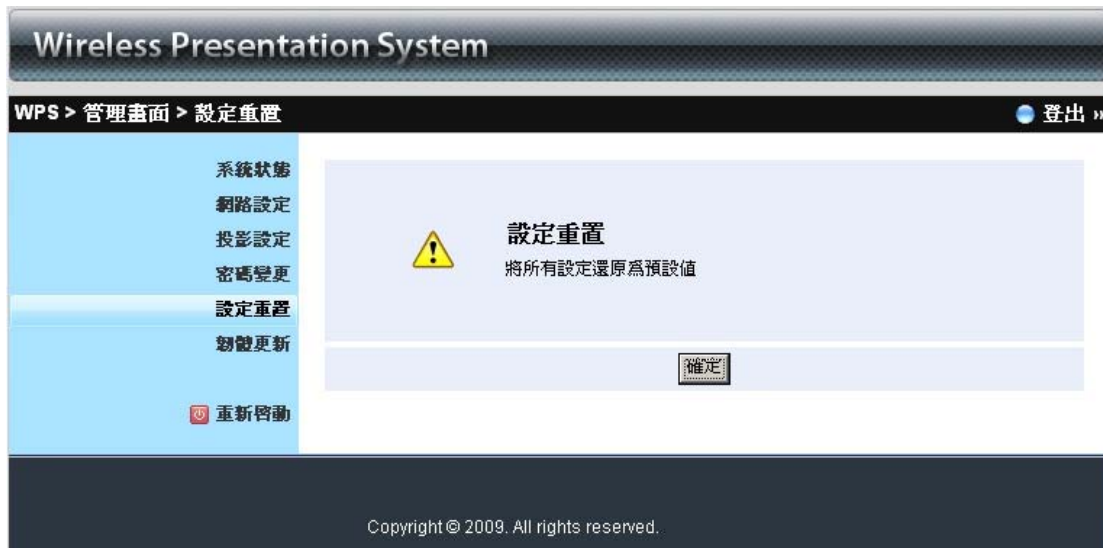 Wireless Presentation System
WPS > 管理畫面 > 設定重置
登出 »
系統狀態
網路設定
投影設定
密碼變更
設定重置
韌體更新
重新啓動
設定重置
將所有設定還原爲預設值
確定
Copyright © 2009. All rights reserved.